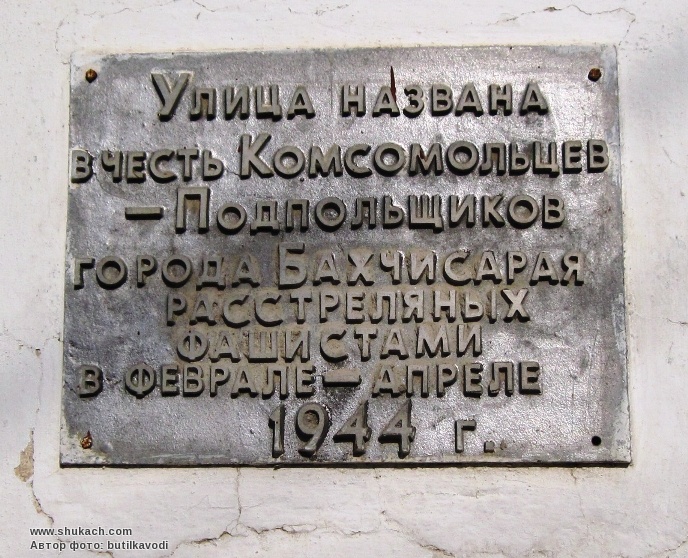 Улица названа
в честь Комсомольцев
– Подпольщиков
города Бахчисарая
расстреляных
фашистами
в феврале – апреле
1944 г.
www.shukach.com
Автор фото: butilkavodi